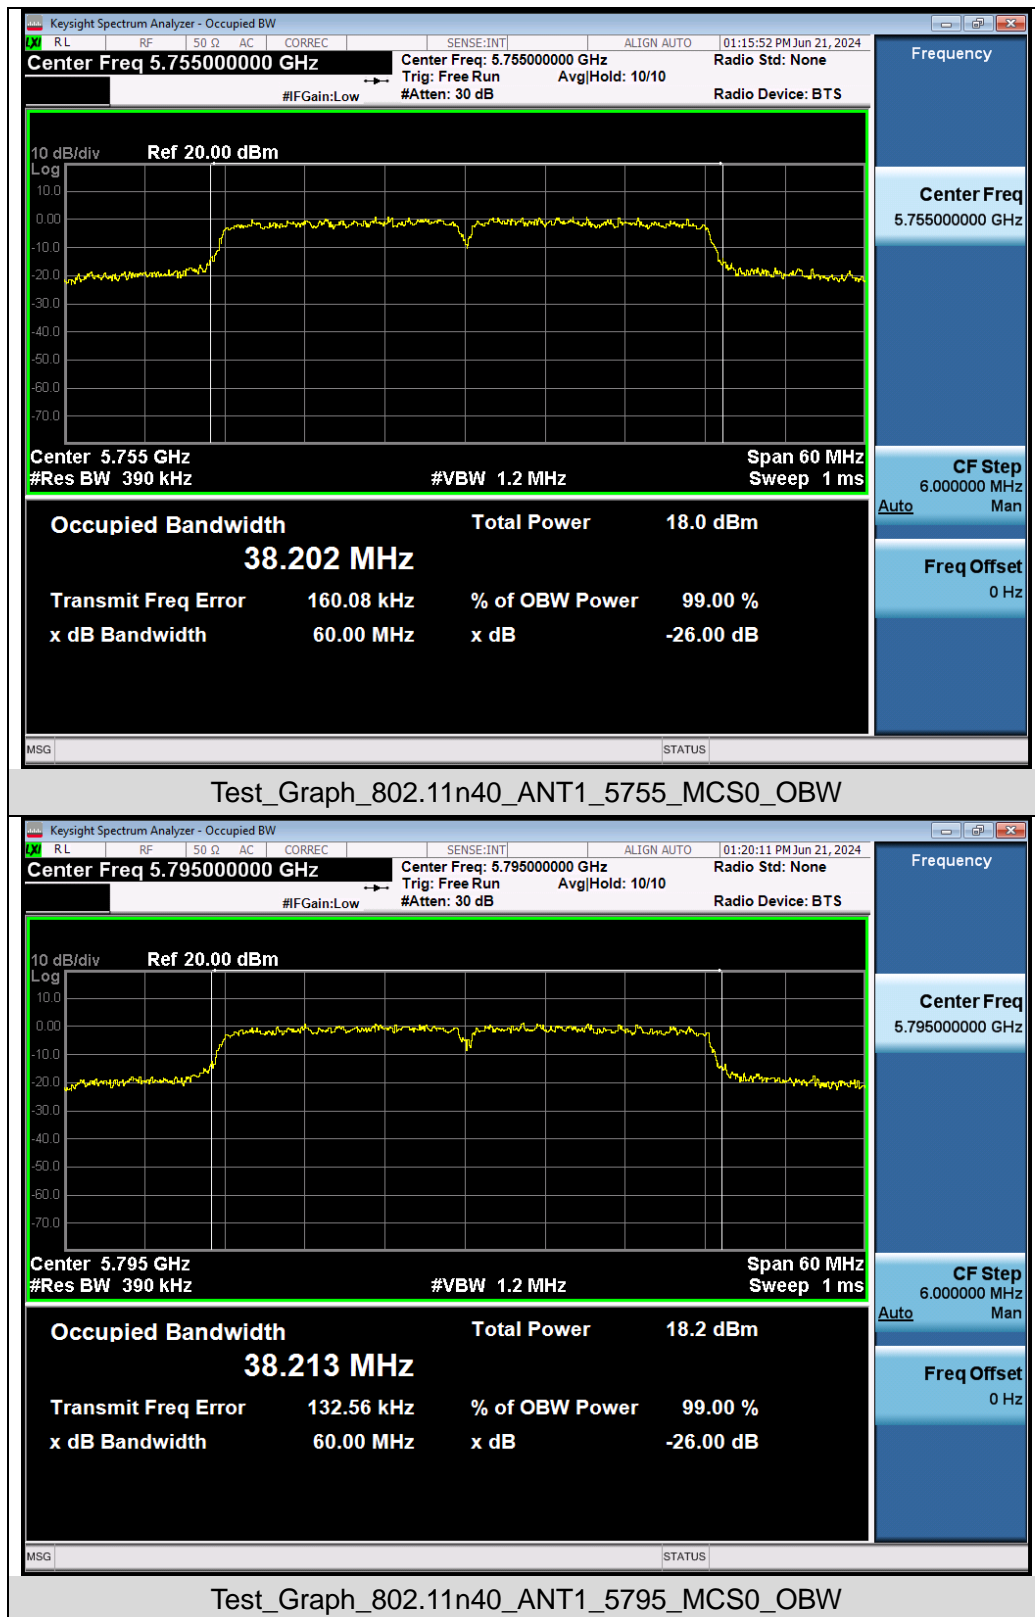 Keysight Spectrum Analyzer - Occupied BW
LXI RL RF 50 Ω AC CORREC SENSE:INT ALIGN AUTO 01:15:52 PM Jun 21, 2024
Center Freq 5.755000000 GHz
Center Freq: 5.755000000 GHz Radio Std: None
Trig: Free Run Avg|Hold: 10/10
#IFGain:Low #Atten: 30 dB Radio Device: BTS
10 dB/div Ref 20.00 dBm
Log
10.0
0.00
-10.0
-20.0
-30.0
-40.0
-50.0
-60.0
-70.0
Center 5.755 GHz Span 60 MHz
#Res BW 390 kHz #VBW 1.2 MHz Sweep 1 ms
Occupied Bandwidth Total Power 18.0 dBm
38.202 MHz
Transmit Freq Error 160.08 kHz % of OBW Power 99.00 %
x dB Bandwidth 60.00 MHz x dB -26.00 dB
MSG STATUS
Frequency
Center Freq
5.755000000 GHz
CF Step
6.000000 MHz
Auto Man
Freq Offset
0 Hz
Test_Graph_802.11n40_ANT1_5755_MCS0_OBW
Keysight Spectrum Analyzer - Occupied BW
LXI RL RF 50 Ω AC CORREC SENSE:INT ALIGN AUTO 01:20:11 PM Jun 21, 2024
Center Freq 5.795000000 GHz
Center Freq: 5.795000000 GHz Radio Std: None
Trig: Free Run Avg|Hold: 10/10
#IFGain:Low #Atten: 30 dB Radio Device: BTS
10 dB/div Ref 20.00 dBm
Log
10.0
0.00
-10.0
-20.0
-30.0
-40.0
-50.0
-60.0
-70.0
Center 5.795 GHz Span 60 MHz
#Res BW 390 kHz #VBW 1.2 MHz Sweep 1 ms
Occupied Bandwidth Total Power 18.2 dBm
38.213 MHz
Transmit Freq Error 132.56 kHz % of OBW Power 99.00 %
x dB Bandwidth 60.00 MHz x dB -26.00 dB
MSG STATUS
Frequency
Center Freq
5.795000000 GHz
CF Step
6.000000 MHz
Auto Man
Freq Offset
0 Hz
Test_Graph_802.11n40_ANT1_5795_MCS0_OBW